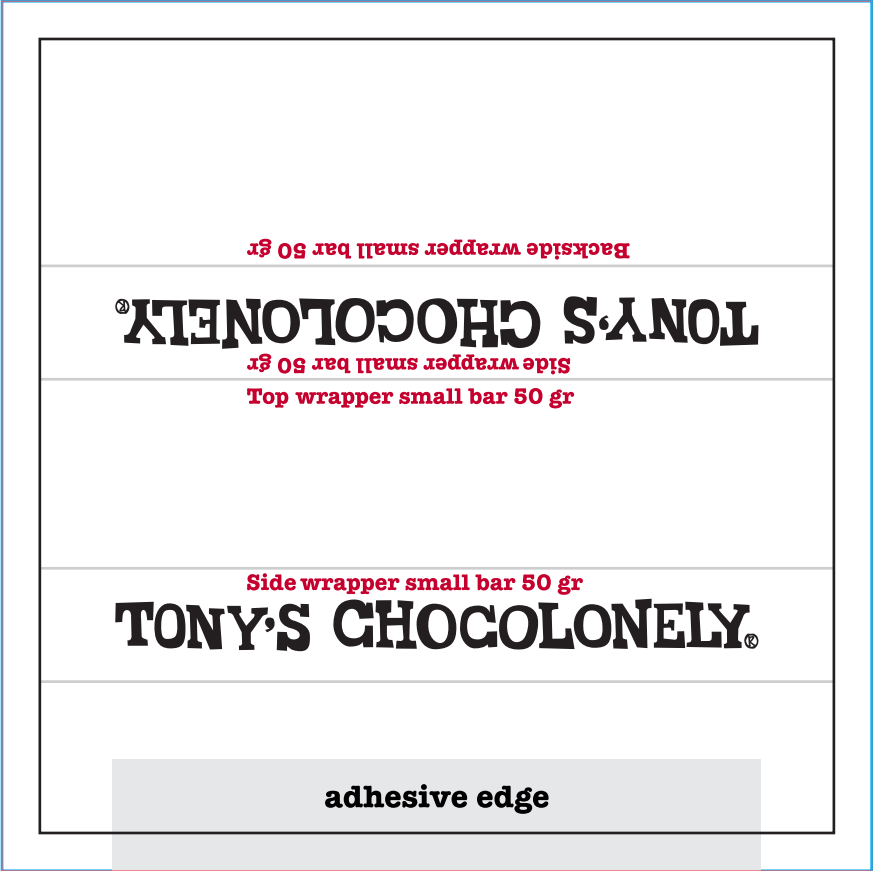 Backside wrapper small bar 50 gr
TONY'S CHOCOLONELY®
Side wrapper small bar 50 gr
Top wrapper small bar 50 gr
Side wrapper small bar 50 gr
TONY'S CHOCOLONELY®
adhesive edge